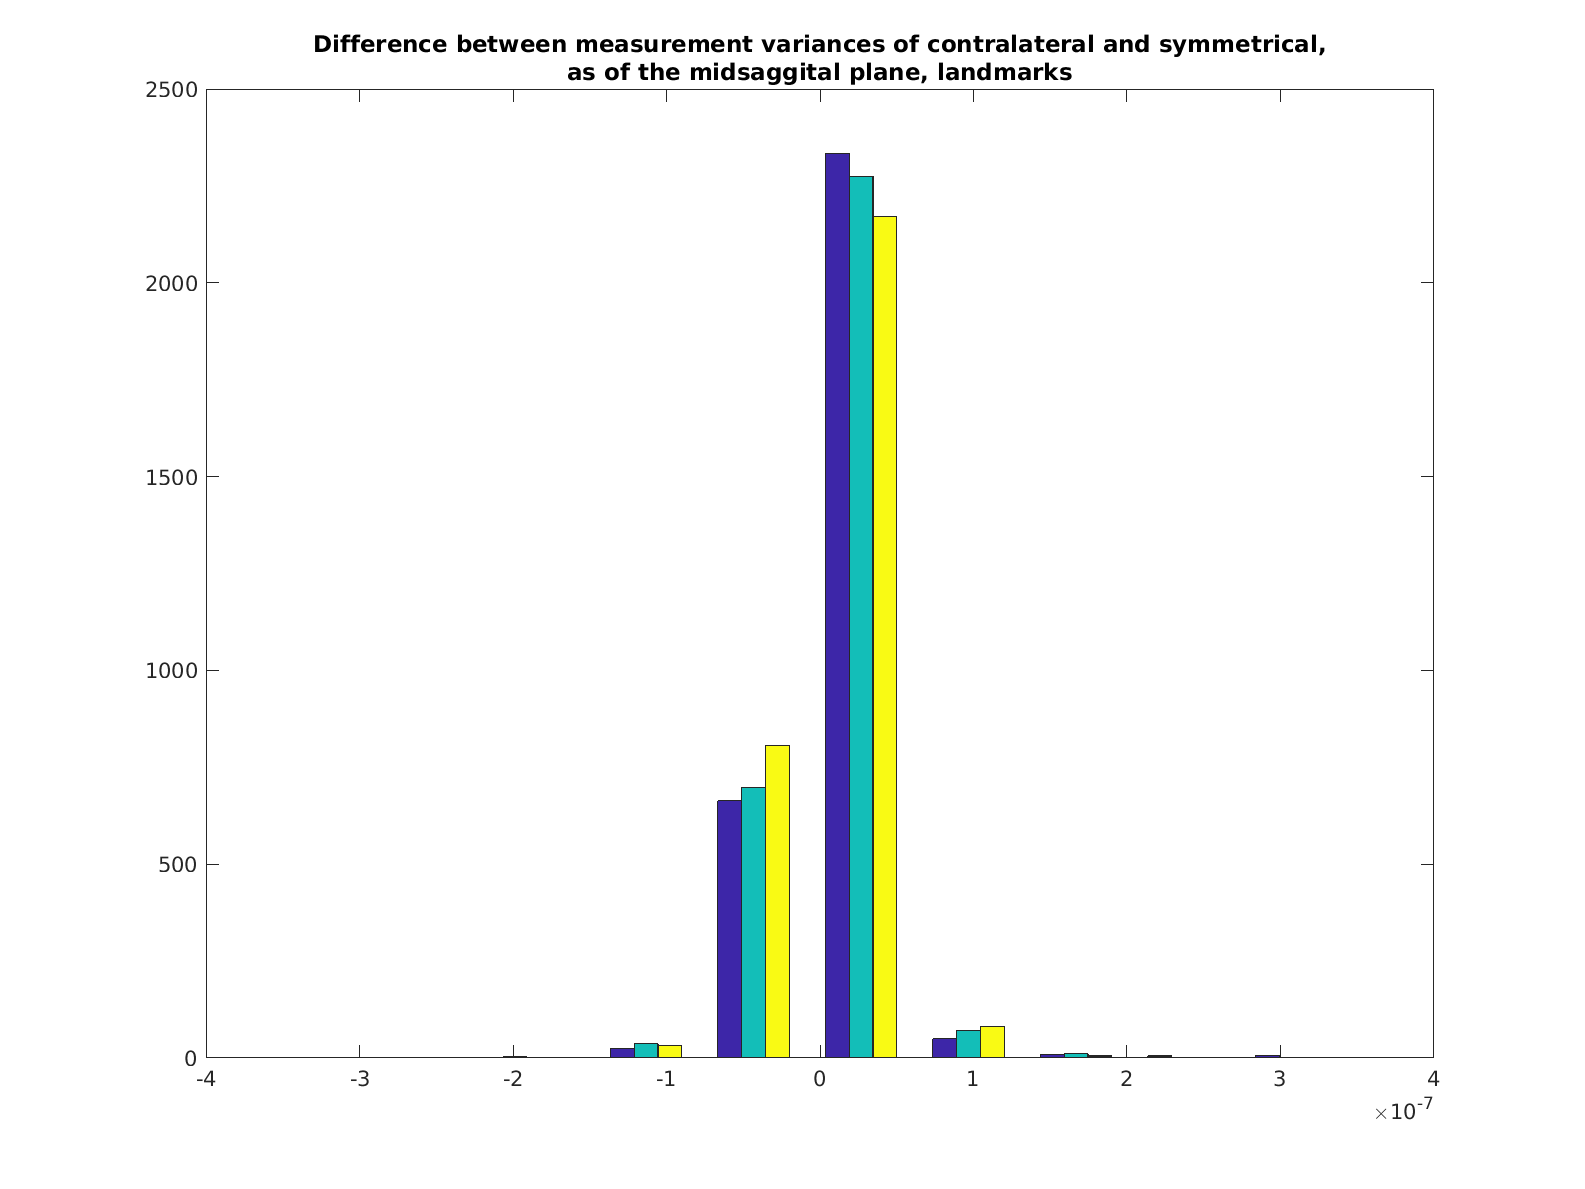 Difference between measurement variances of contralateral and symmetrical,
as of the midsaggital plane, landmarks
2500
2000
1500
1000
500
0
-4 -3 -2 -1 0 1 2 3 4
×10-7